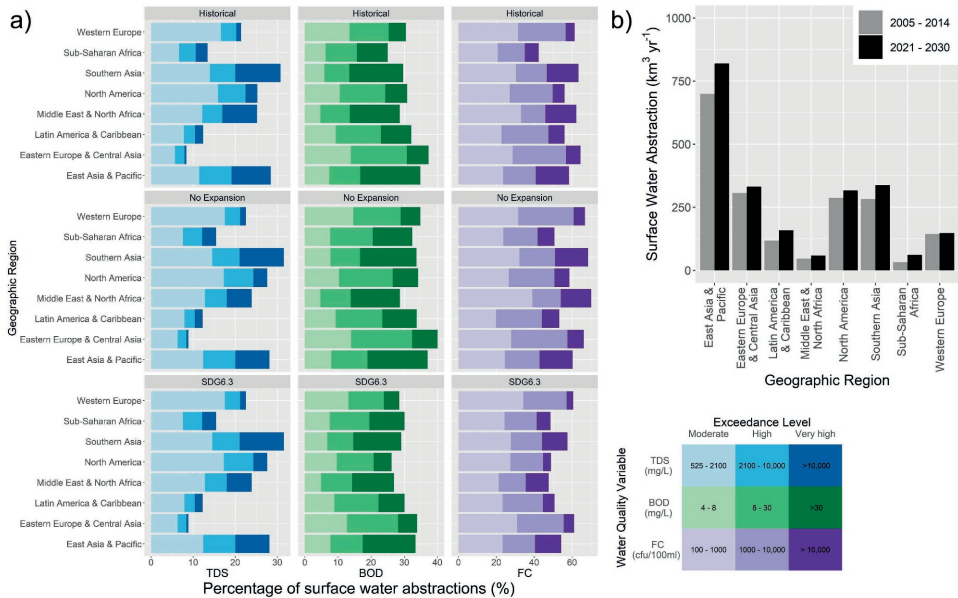 a)
Geographic Region
Historical
Historical
Historical
Western Europe
Sub-Saharan Africa
Southern Asia
North America
Middle East & North Africa
Latin America & Caribbean
Eastern Europe & Central Asia
East Asia & Pacific
No Expansion
No Expansion
No Expansion
Western Europe
Sub-Saharan Africa
Southern Asia
North America
Middle East & North Africa
Latin America & Caribbean
Eastern Europe & Central Asia
East Asia & Pacific
SDG6.3
SDG6.3
SDG6.3
Western Europe
Sub-Saharan Africa
Southern Asia
North America
Middle East & North Africa
Latin America & Caribbean
Eastern Europe & Central Asia
East Asia & Pacific
0 10 20 30
0 10 20 30 40
0 10 20 30 40 50 60
TDS
BOD
FC
Percentage of surface water abstractions (%)
b)
Surface Water Abstraction (km³ yr⁻¹)
1000
750
500
250
0
2005 - 2014
2021 - 2030
East Asia &
Pacific
Eastern Europe
& Central Asia
Latin America
& Caribbean
Middle East &
North Africa
North America
Southern Asia
Sub-Saharan
Africa
Western Europe
Geographic Region
Exceedance Level
Moderate High Very high
Water Quality Variable
TDS
(mg/L)
525 - 2100
2100 - 10,000
>10,000
BOD
(mg/L)
4 - 8
8 - 30
>30
FC
(cfu/100ml)
100 - 1000
1000 - 10,000
> 10,000